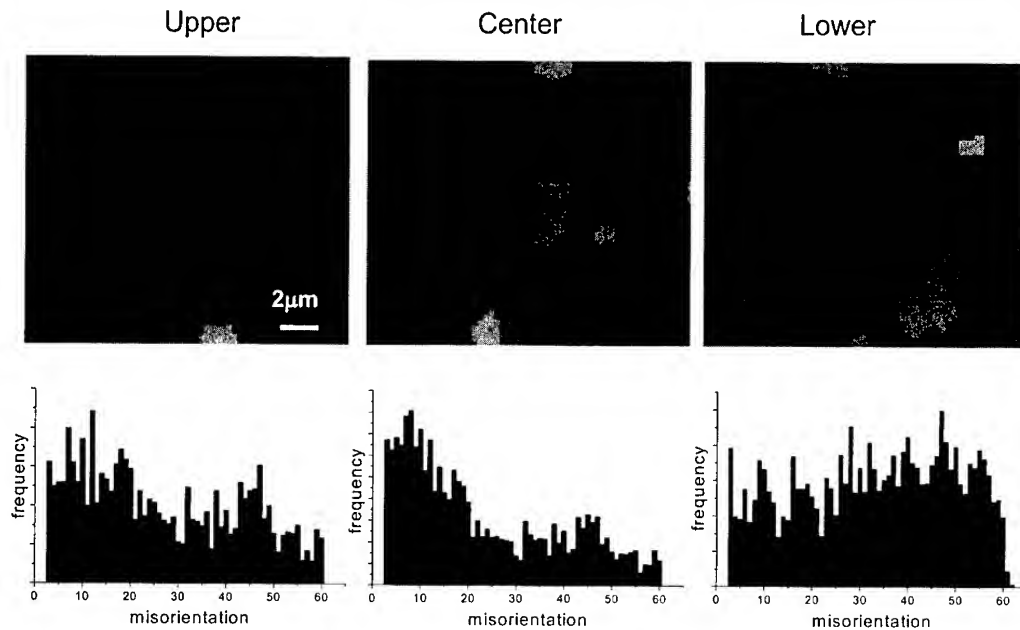 Upper Center Lower
2μm
frequency frequency frequency
0 10 20 30 40 50 60 0 10 20 30 40 50 60 0 10 20 30 40 50 60
misorientation misorientation misorientation